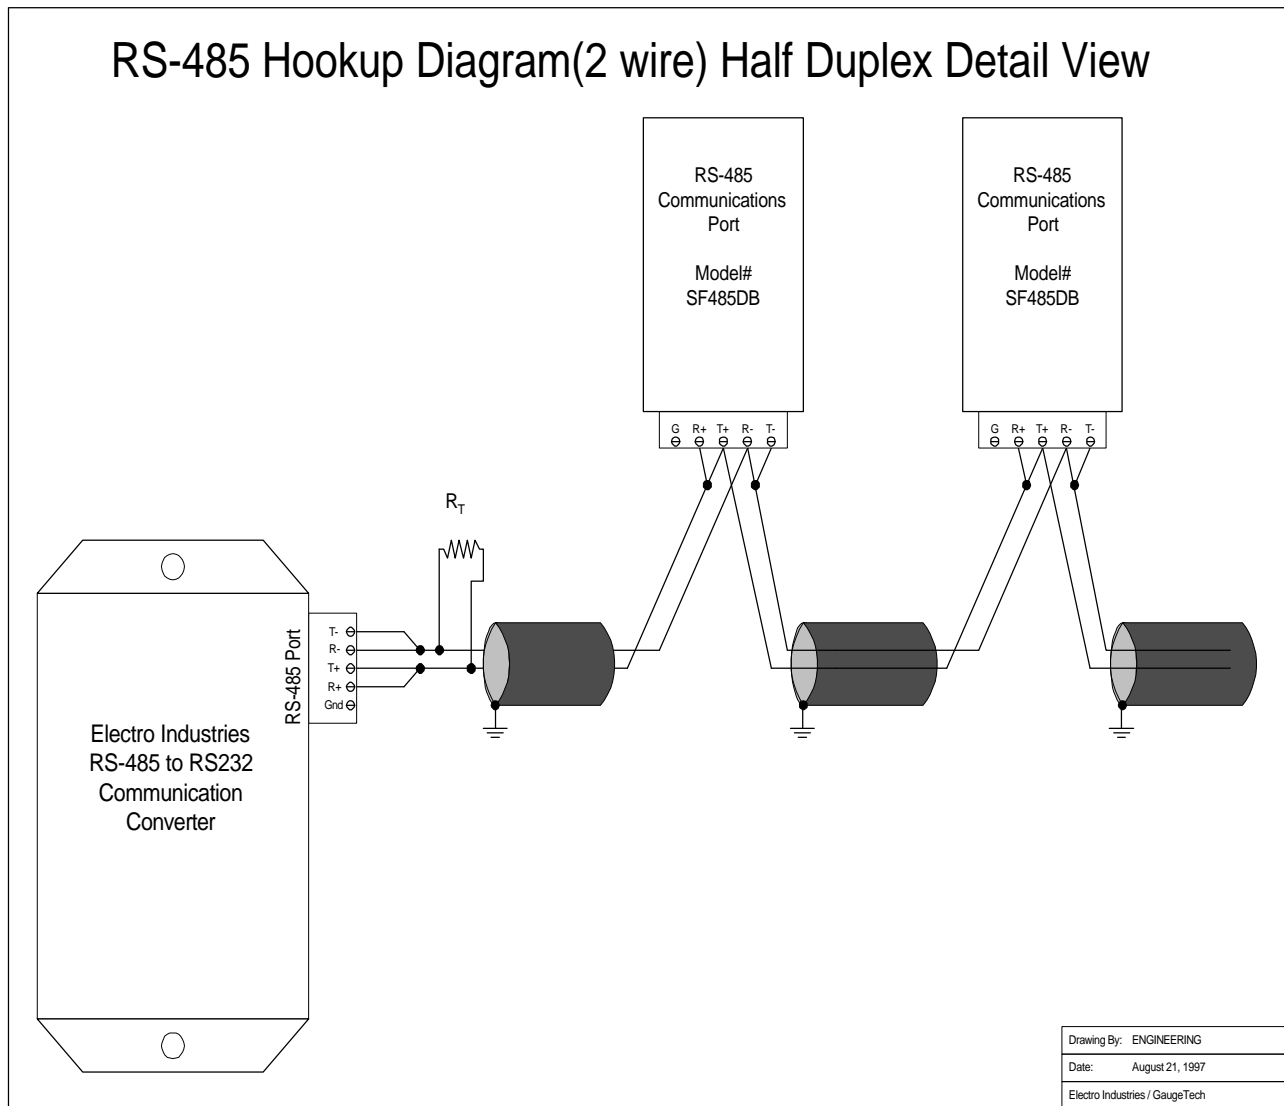 RS-485 Hookup Diagram(2 wire) Half Duplex Detail View
RS-485
Communications
Port
Model#
SF485DB
G R+ T+ R- T-
RS-485
Communications
Port
Model#
SF485DB
G R+ T+ R- T-
RT
RS-485 Port
T-
R-
T+
R+
Gnd
Electro Industries
RS-485 to RS232
Communication
Converter
Drawing By: ENGINEERING
Date: August 21, 1997
Electro Industries / GaugeTech